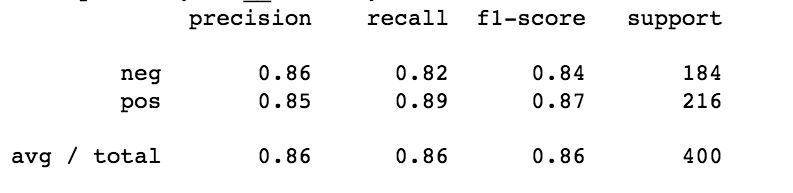 precision recall f1-score support
neg 0.86 0.82 0.84 184
pos 0.85 0.89 0.87 216
avg / total 0.86 0.86 0.86 400